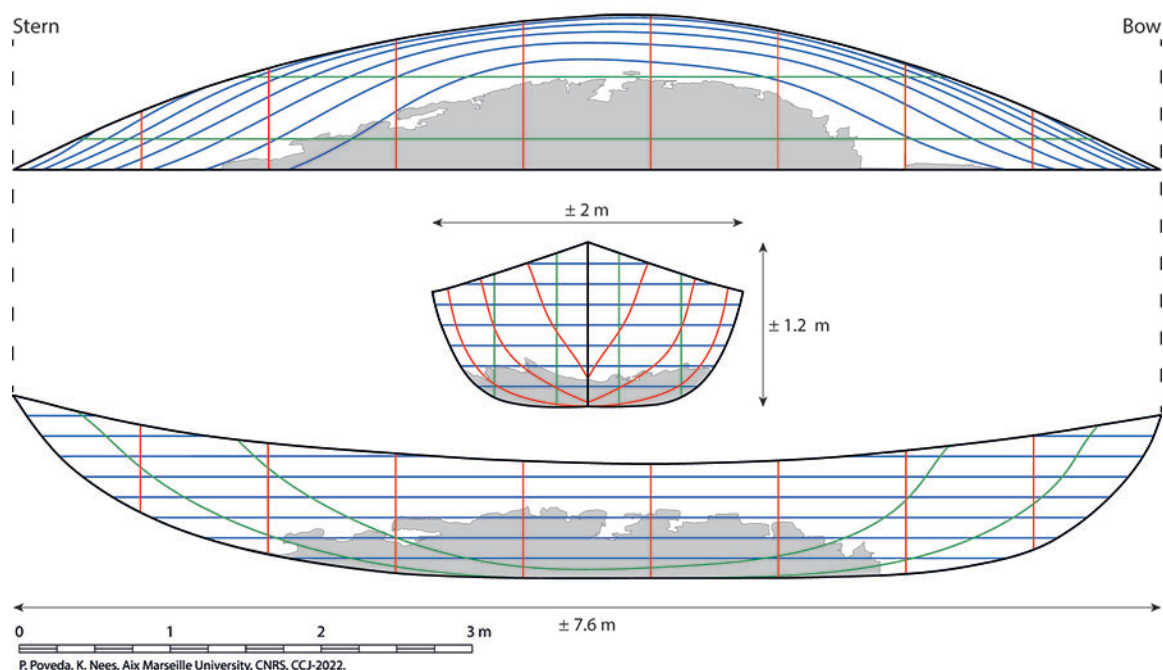 Stern
Bow
± 2 m
± 1.2 m
± 7.6 m
0 1 2 3 m
P. Poveda, K. Nees, Aix Marseille University, CNRS, CCJ-2022.